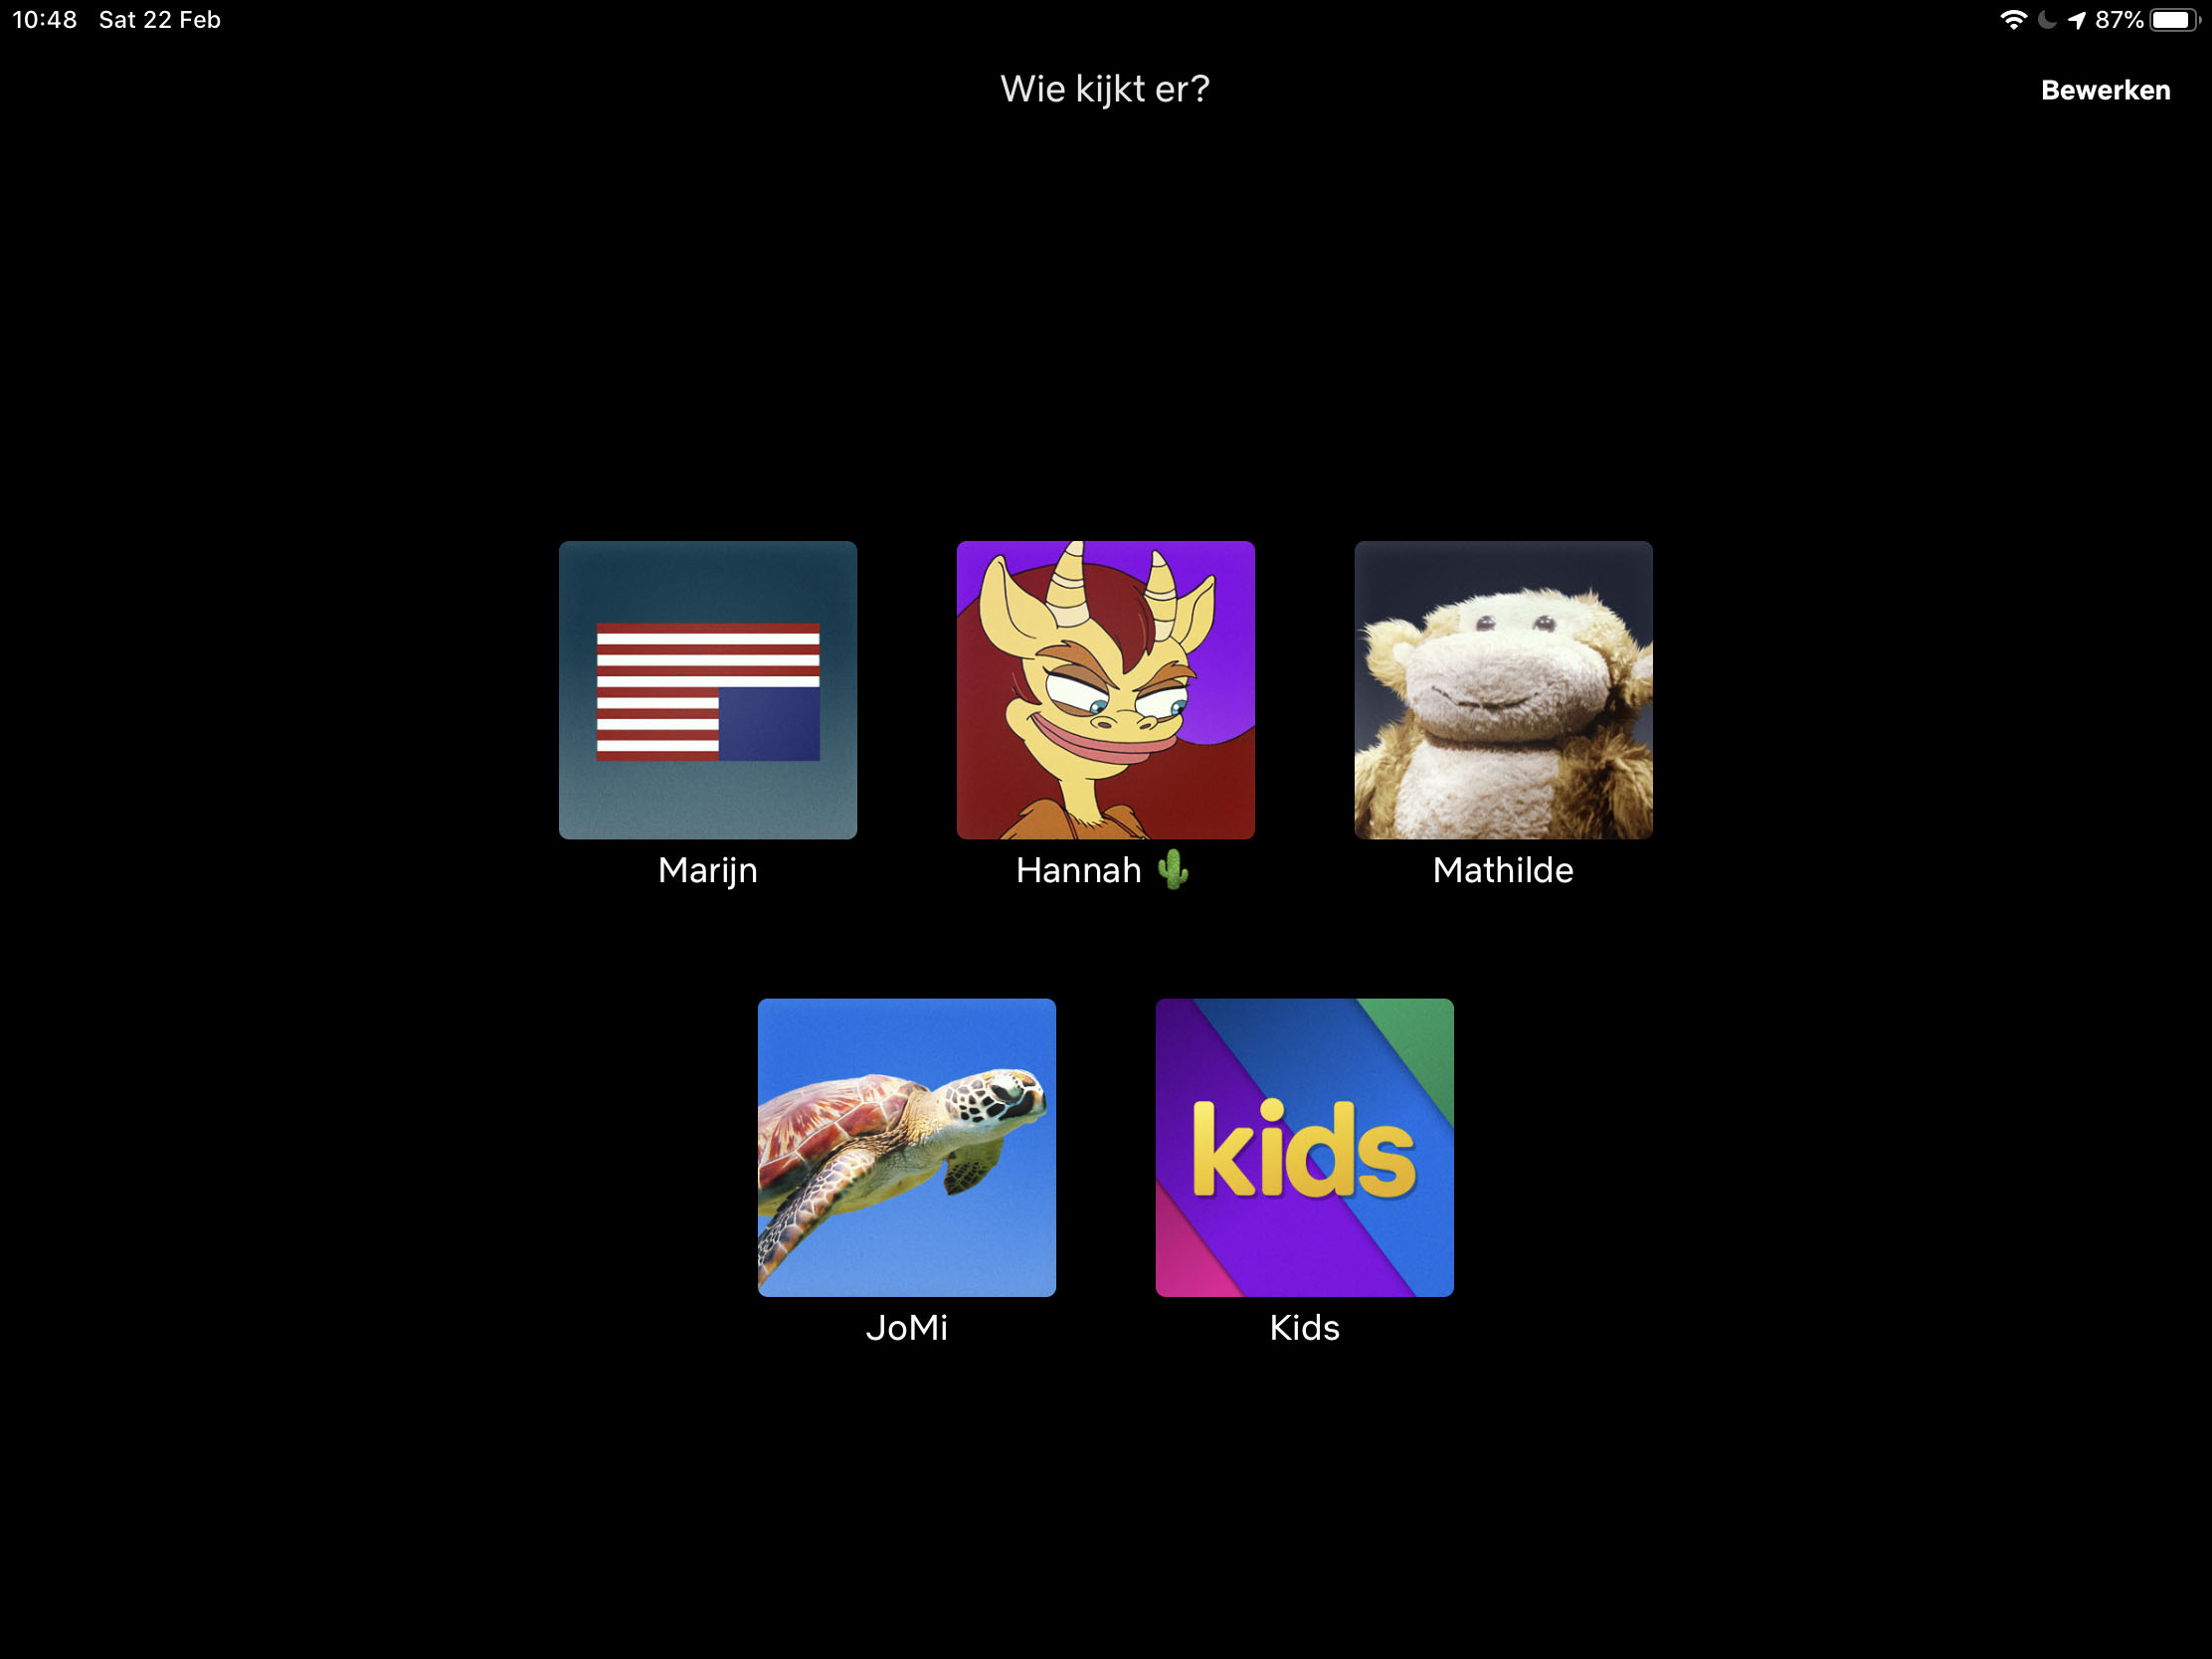 10:48 Sat 22 Feb 87%
Wie kijkt er?
Bewerken
Marijn
Hannah 🌵
Mathilde
kids
JoMi
Kids